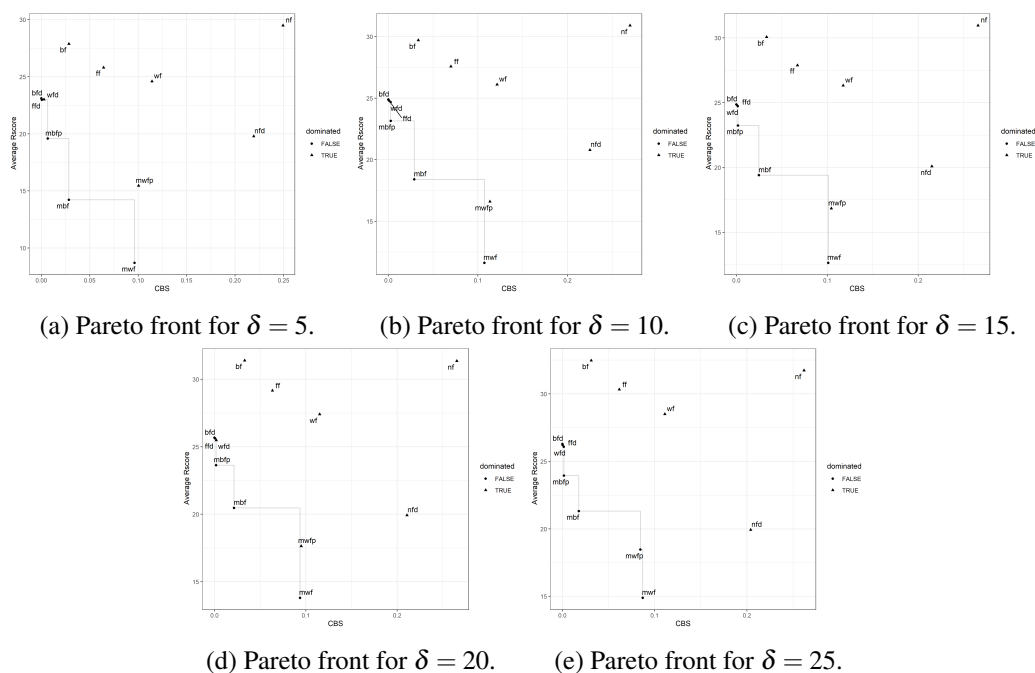 30
25
20
15
10
Average Rscore
nf
bf
ff
wf
bfd
wfd
ffd
mbfp
nfd
mwfp
mbf
mwf
dominated
FALSE
TRUE
0.00
0.05
0.10
0.15
0.20
0.25
CBS
(a) Pareto front for δ = 5.
30
25
20
15
Average Rscore
nf
bf
ff
wf
bfd
wfd
ffd
mbfp
nfd
mbf
mwfp
mwf
dominated
FALSE
TRUE
0.0
0.1
0.2
CBS
(b) Pareto front for δ = 10.
30
25
20
15
Average Rscore
nf
bf
ff
wf
bfd
ffd
wfd
mbfp
nfd
mbf
mwfp
mwf
dominated
FALSE
TRUE
0.0
0.1
0.2
CBS
(c) Pareto front for δ = 15.
30
25
20
15
Average Rscore
bf
nf
ff
wf
bfd
ffd wfd
mbfp
mbf
nfd
mwfp
mwf
dominated
FALSE
TRUE
0.0
0.1
0.2
CBS
(d) Pareto front for δ = 20.
30
25
20
15
Average Rscore
bf
nf
ff
wf
bfd
ffd
wfd
mbfp
mbf
nfd
mwfp
mwf
dominated
FALSE
TRUE
0.0
0.1
0.2
CBS
(e) Pareto front for δ = 25.